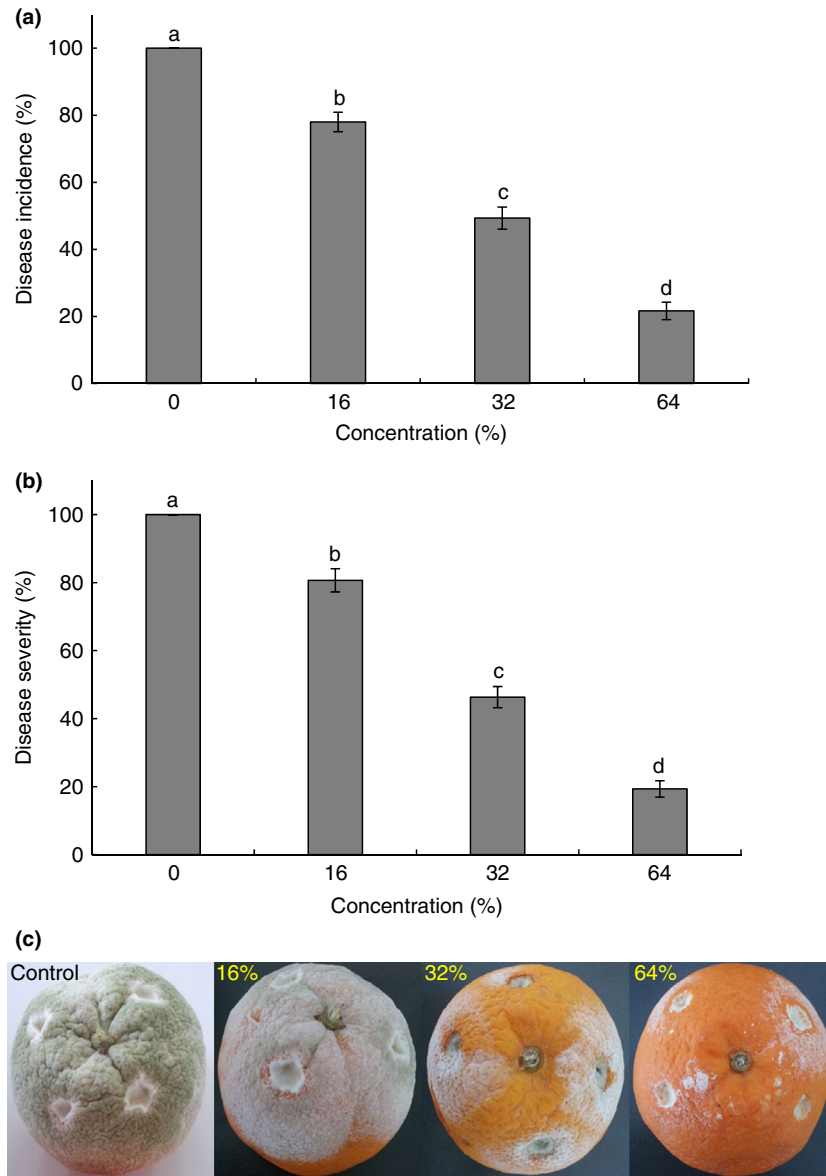 (a)
100
80
60
40
20
0
Disease incidence (%)
a
b
c
d
0 16 32 64
Concentration (%)
(b)
100
80
60
40
20
0
Disease severity (%)
a
b
c
d
0 16 32 64
Concentration (%)
(c)
Control 16% 32% 64%